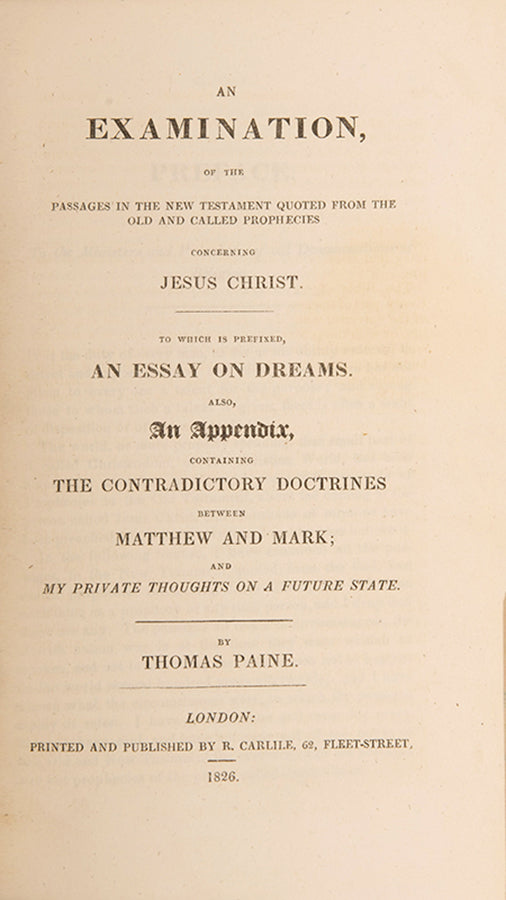 AN
EXAMINATION,
OF THE
PASSAGES IN THE NEW TESTAMENT QUOTED FROM THE
OLD AND CALLED PROPHECIES
CONCERNING
JESUS CHRIST.
TO WHICH IS PREFIXED,
AN ESSAY ON DREAMS.
ALSO,
An Appendix,
CONTAINING
THE CONTRADICTORY DOCTRINES
BETWEEN
MATTHEW AND MARK;
AND
MY PRIVATE THOUGHTS ON A FUTURE STATE.
BY
THOMAS PAINE.
LONDON:
PRINTED AND PUBLISHED BY R. CARLILE, 62, FLEET-STREET,
1826.